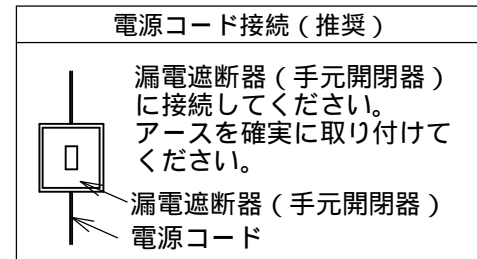 電源コード接続（推奨）
漏電遮断器（手元開閉器）
に接続してください。
アースを確実に取り付けて
ください。
漏電遮断器（手元開閉器）
電源コード